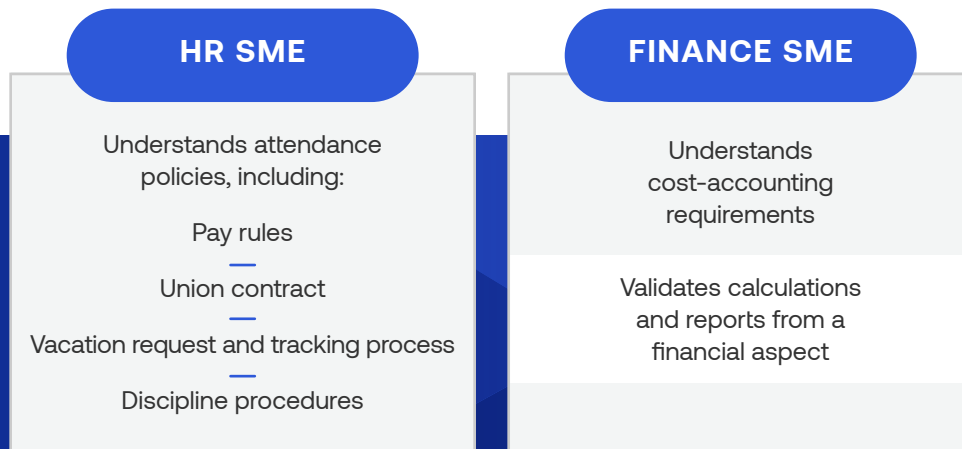 HR SME
Understands attendance
policies, including:
Pay rules
Union contract
Vacation request and tracking process
Discipline procedures
FINANCE SME
Understands
cost-accounting
requirements
Validates calculations
and reports from a
financial aspect